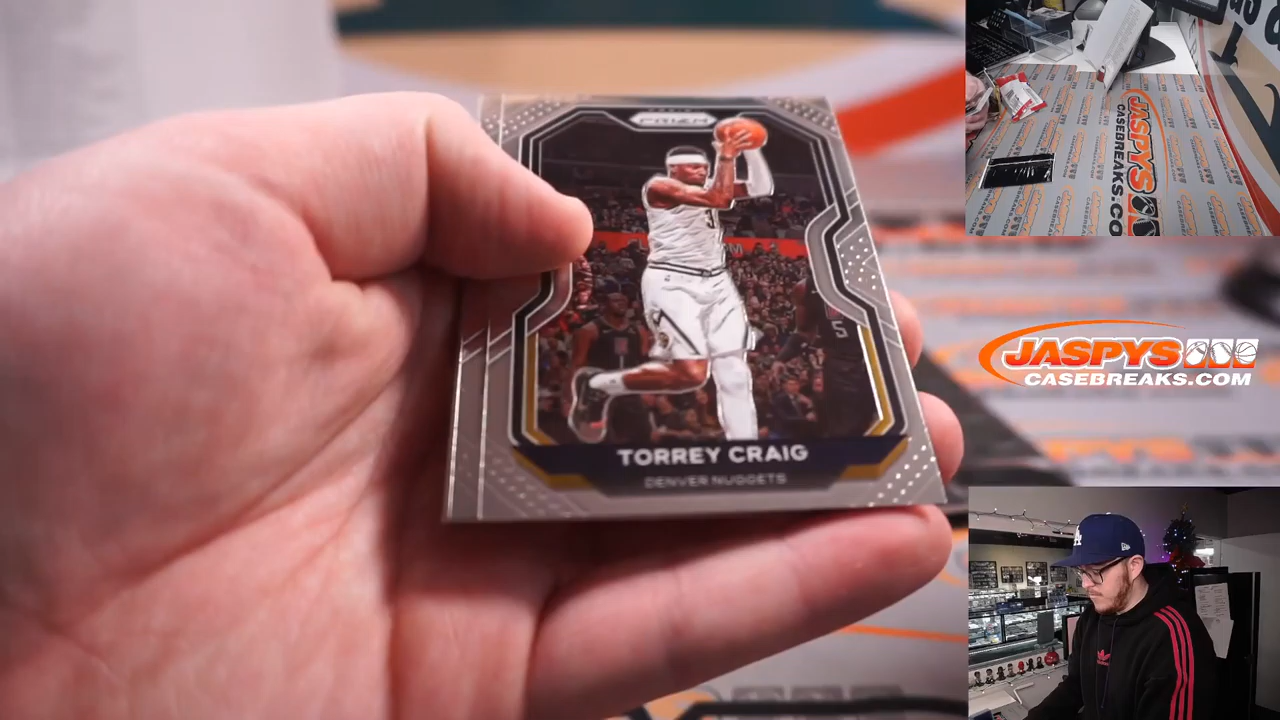 PRIZM
TORREY CRAIG
DENVER NUGGETS
JASPYS
CASEBREAKS.CO
JASPYS
CASEBREAKS.COM